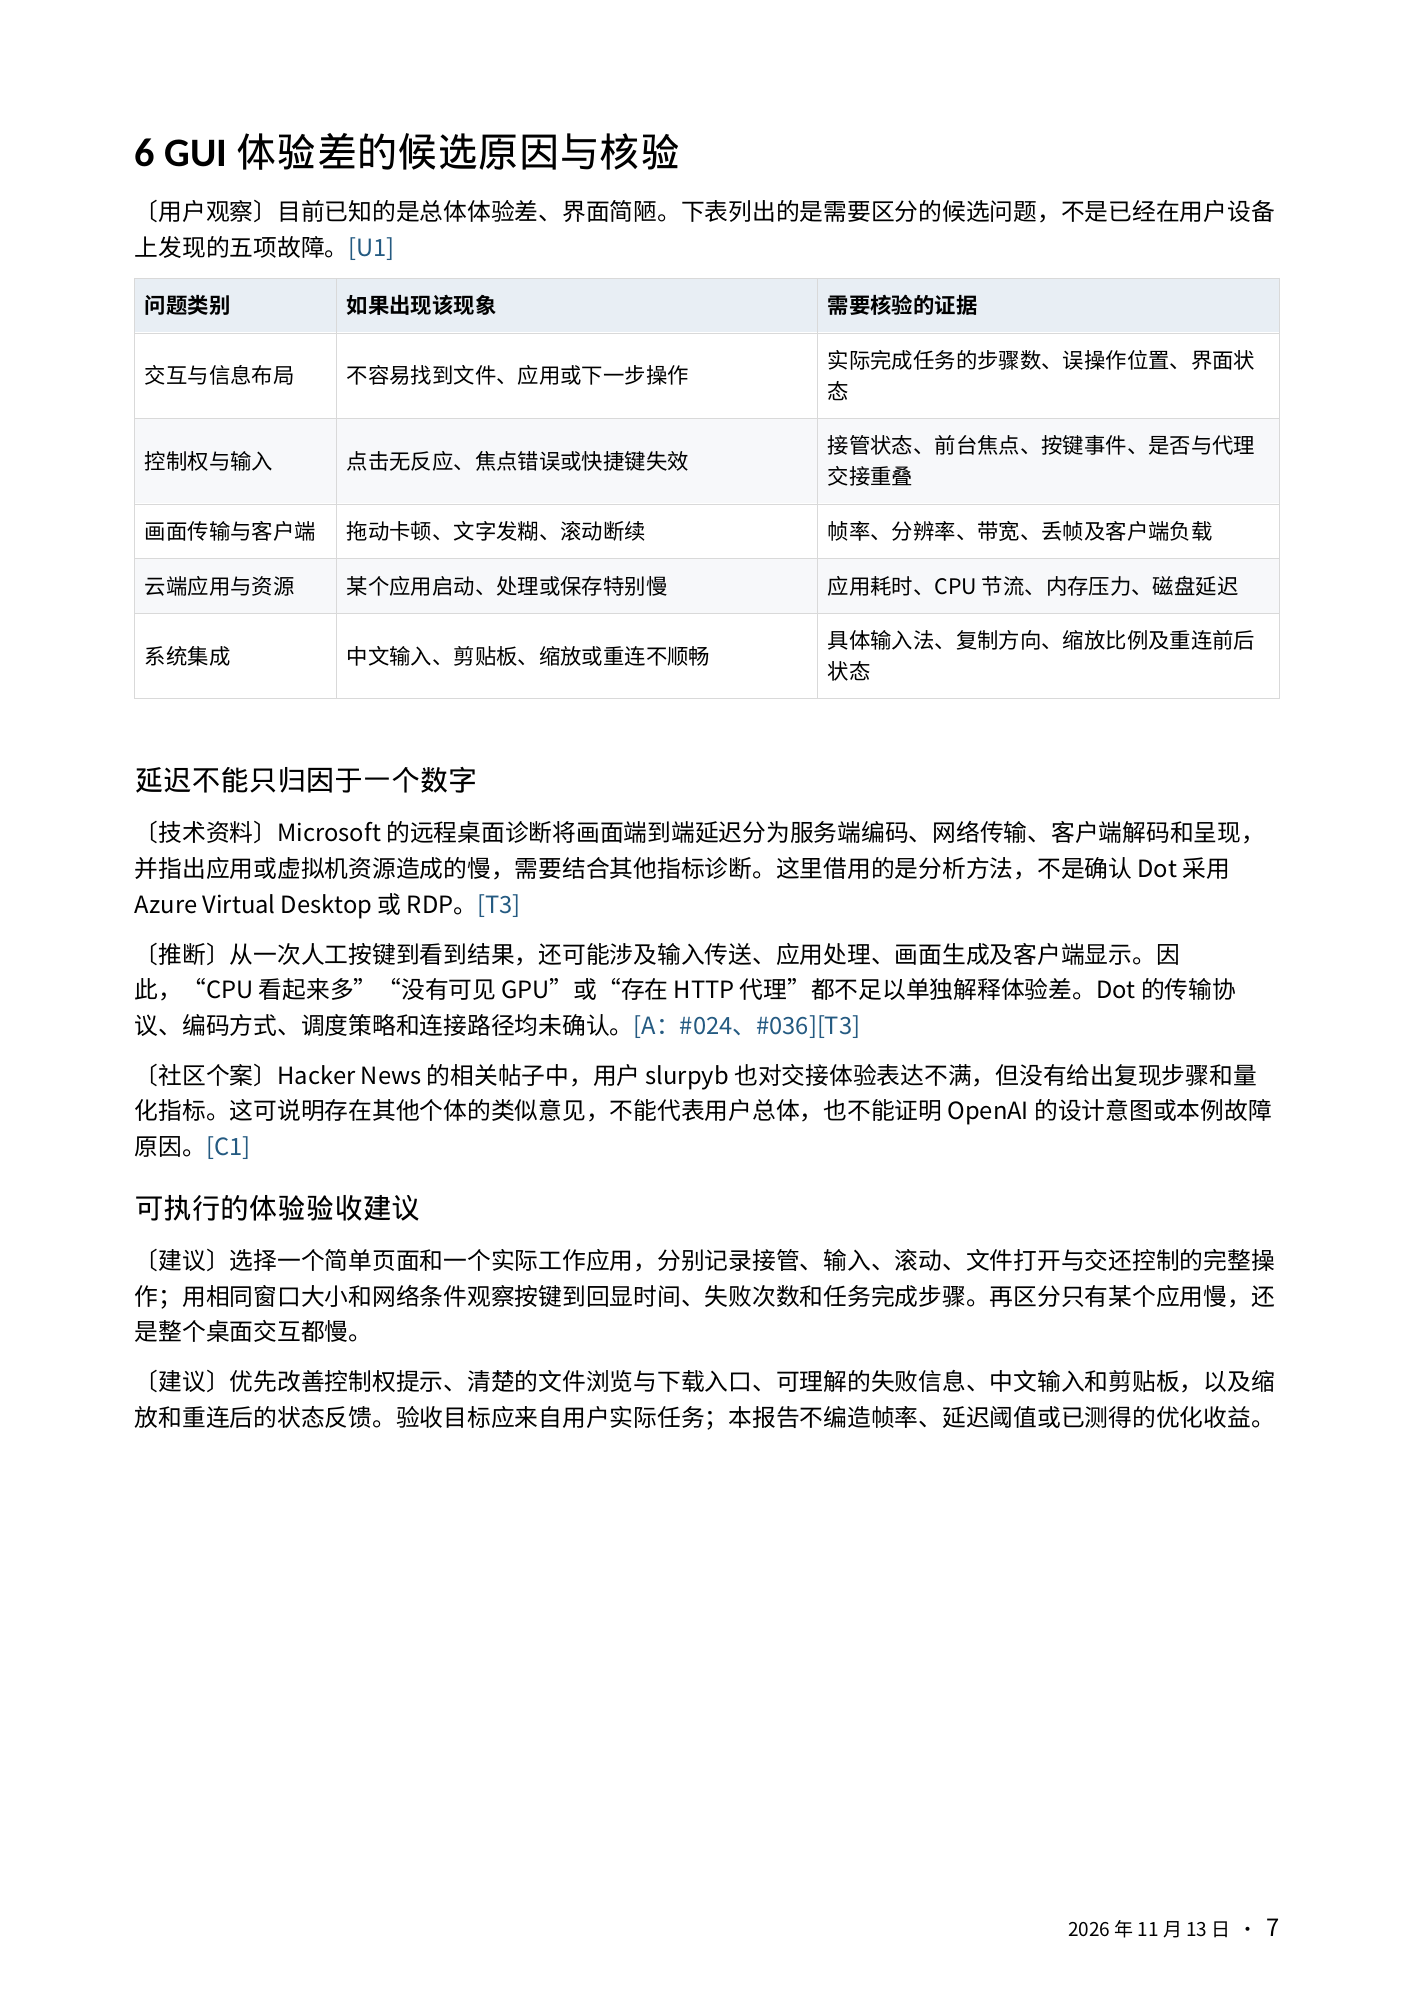 6 GUI 体验差的候选原因与核验
〔用户观察〕目前已知的是总体体验差、界面简陋。下表列出的是需要区分的候选问题，不是已经在用户设备
上发现的五项故障。[U1]
问题类别 如果出现该现象 需要核验的证据
交互与信息布局 不容易找到文件、应用或下一步操作 实际完成任务的步骤数、误操作位置、界面状
态
控制权与输入 点击无反应、焦点错误或快捷键失效 接管状态、前台焦点、按键事件、是否与代理
交接重叠
画面传输与客户端 拖动卡顿、文字发糊、滚动断续 帧率、分辨率、带宽、丢帧及客户端负载
云端应用与资源 某个应用启动、处理或保存特别慢 应用耗时、CPU 节流、内存压力、磁盘延迟
系统集成 中文输入、剪贴板、缩放或重连不顺畅 具体输入法、复制方向、缩放比例及重连前后
状态
延迟不能只归因于一个数字
〔技术资料〕Microsoft 的远程桌面诊断将画面端到端延迟分为服务端编码、网络传输、客户端解码和呈现，
并指出应用或虚拟机资源造成的慢，需要结合其他指标诊断。这里借用的是分析方法，不是确认 Dot 采用
Azure Virtual Desktop 或 RDP。[T3]
〔推断〕从一次人工按键到看到结果，还可能涉及输入传送、应用处理、画面生成及客户端显示。因
此，“CPU 看起来多”“没有可见 GPU”或“存在 HTTP 代理”都不足以单独解释体验差。Dot 的传输协
议、编码方式、调度策略和连接路径均未确认。[A：#024、#036][T3]
〔社区个案〕Hacker News 的相关帖子中，用户 slurpyb 也对交接体验表达不满，但没有给出复现步骤和量
化指标。这可说明存在其他个体的类似意见，不能代表用户总体，也不能证明 OpenAI 的设计意图或本例故障
原因。[C1]
可执行的体验验收建议
〔建议〕选择一个简单页面和一个实际工作应用，分别记录接管、输入、滚动、文件打开与交还控制的完整操
作；用相同窗口大小和网络条件观察按键到回显时间、失败次数和任务完成步骤。再区分只有某个应用慢，还
是整个桌面交互都慢。
〔建议〕优先改善控制权提示、清楚的文件浏览与下载入口、可理解的失败信息、中文输入和剪贴板，以及缩
放和重连后的状态反馈。验收目标应来自用户实际任务；本报告不编造帧率、延迟阈值或已测得的优化收益。
2026 年 11 月 13 日 · 7